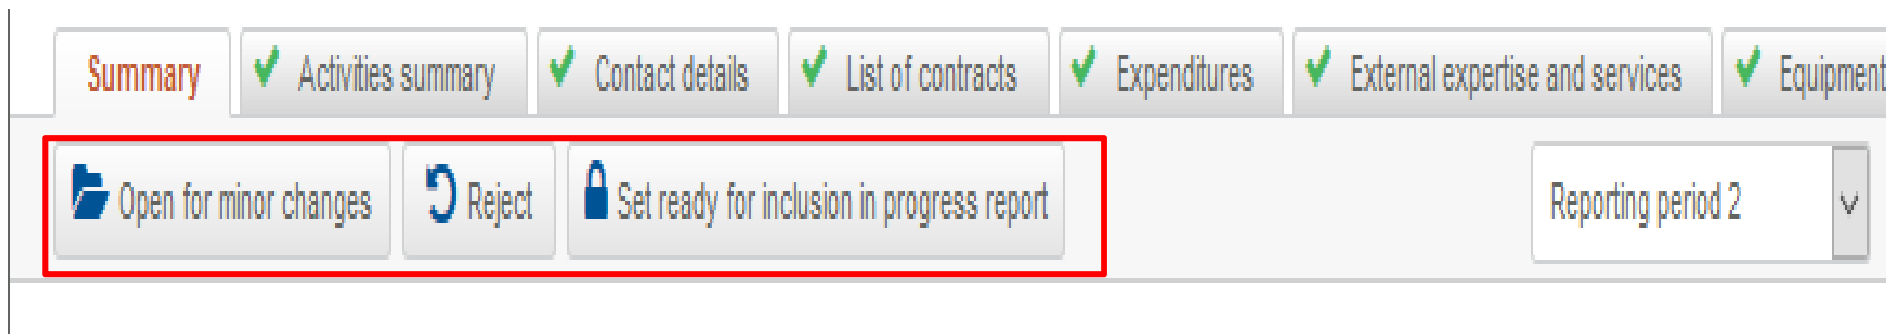 Summary Activities summary Contact details List of contracts Expenditures External expertise and services Equipment
Open for minor changes Reject Set ready for inclusion in progress report Reporting period 2